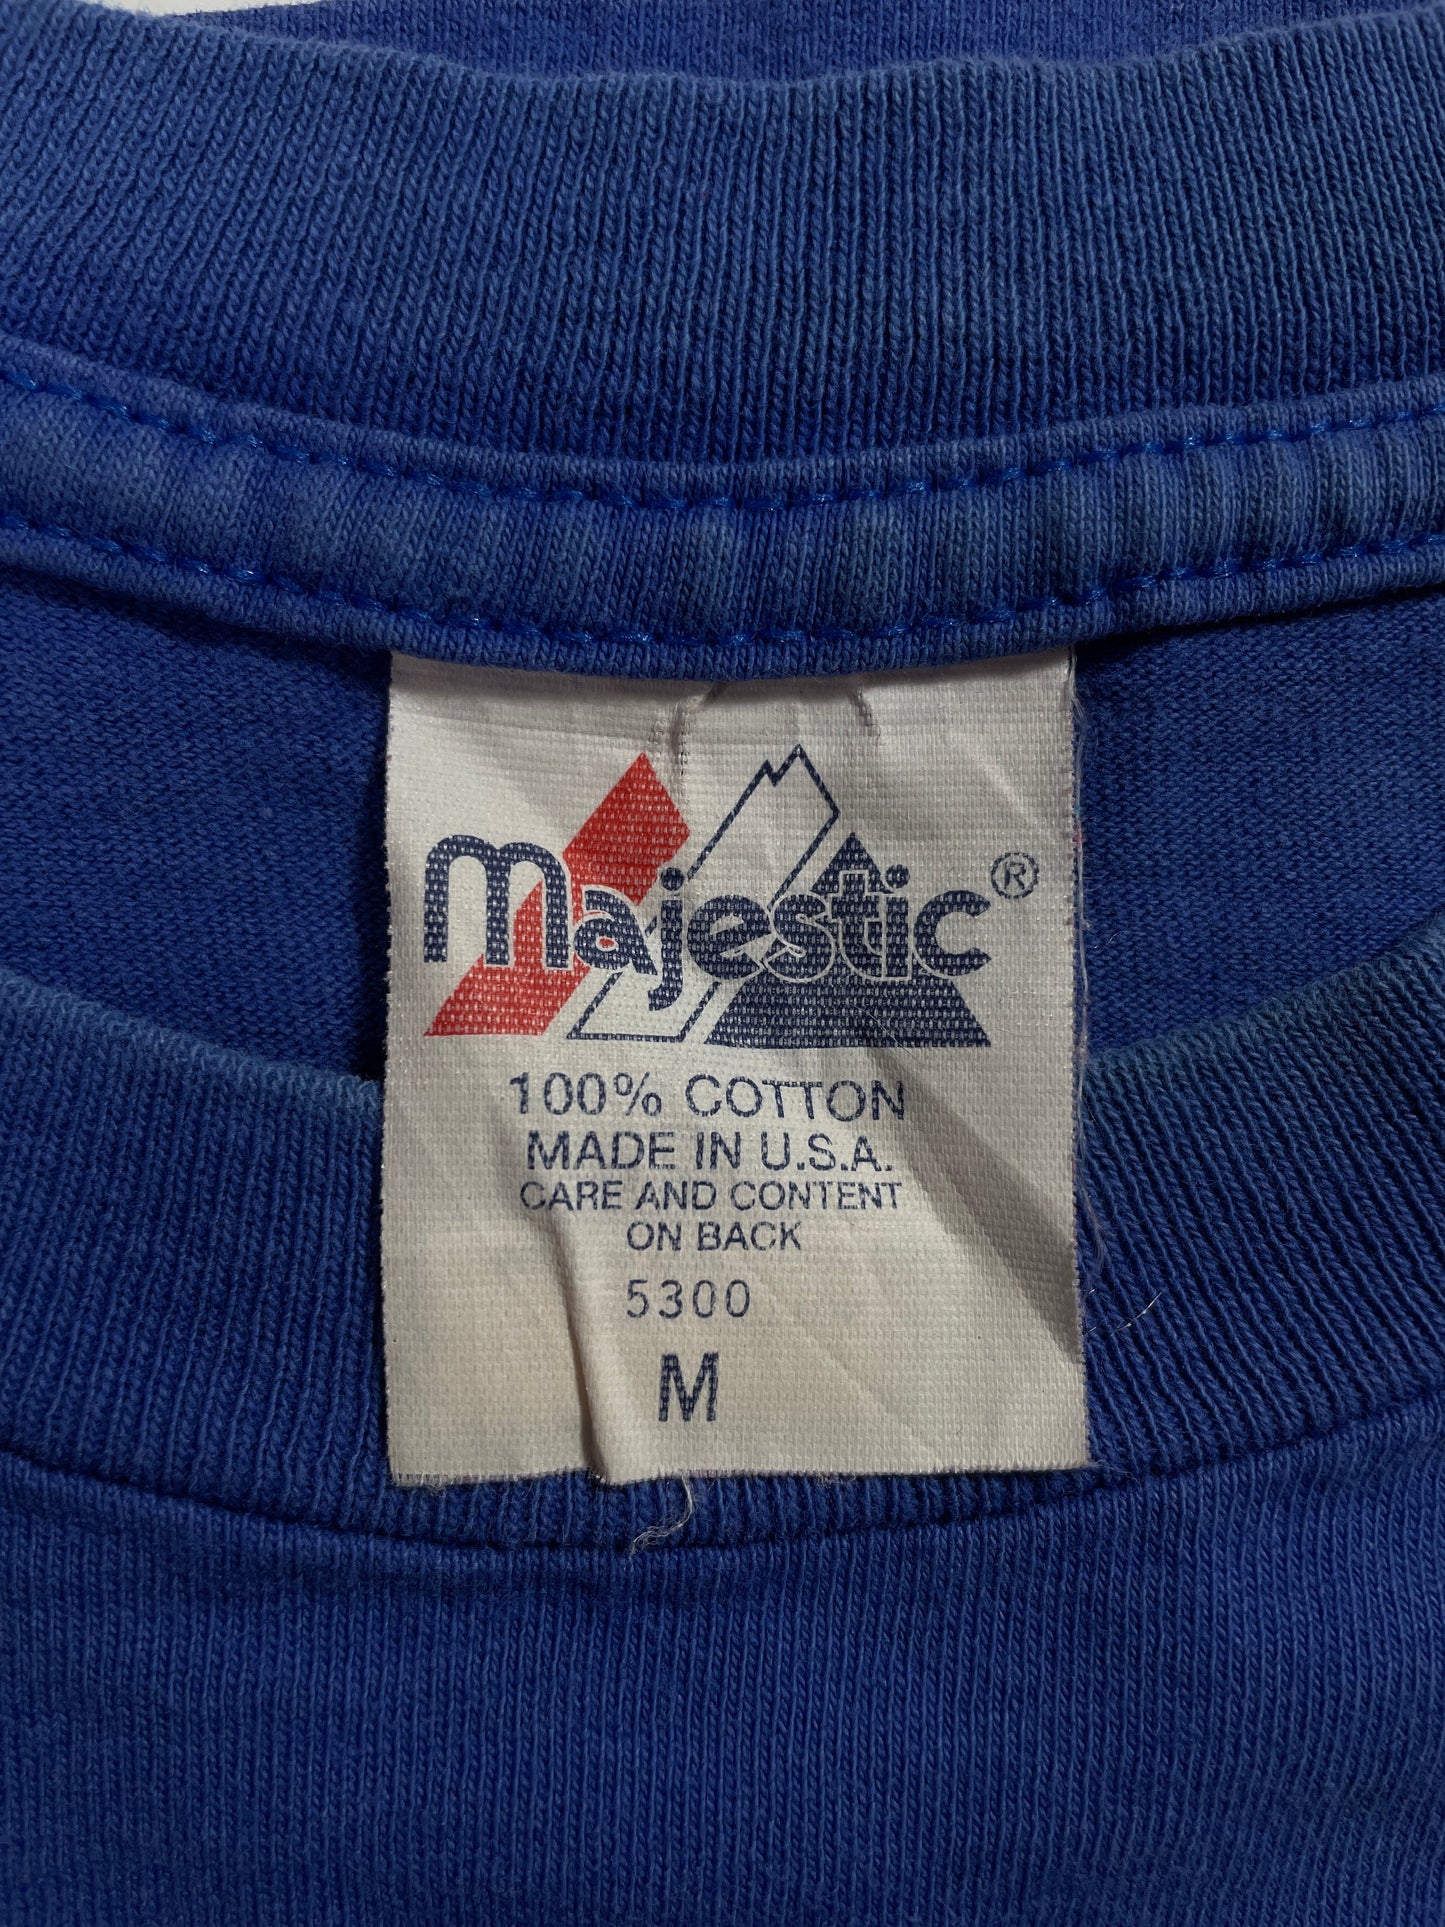 majestic®
100% COTTON
MADE IN U.S.A.
CARE AND CONTENT
ON BACK
5300
M